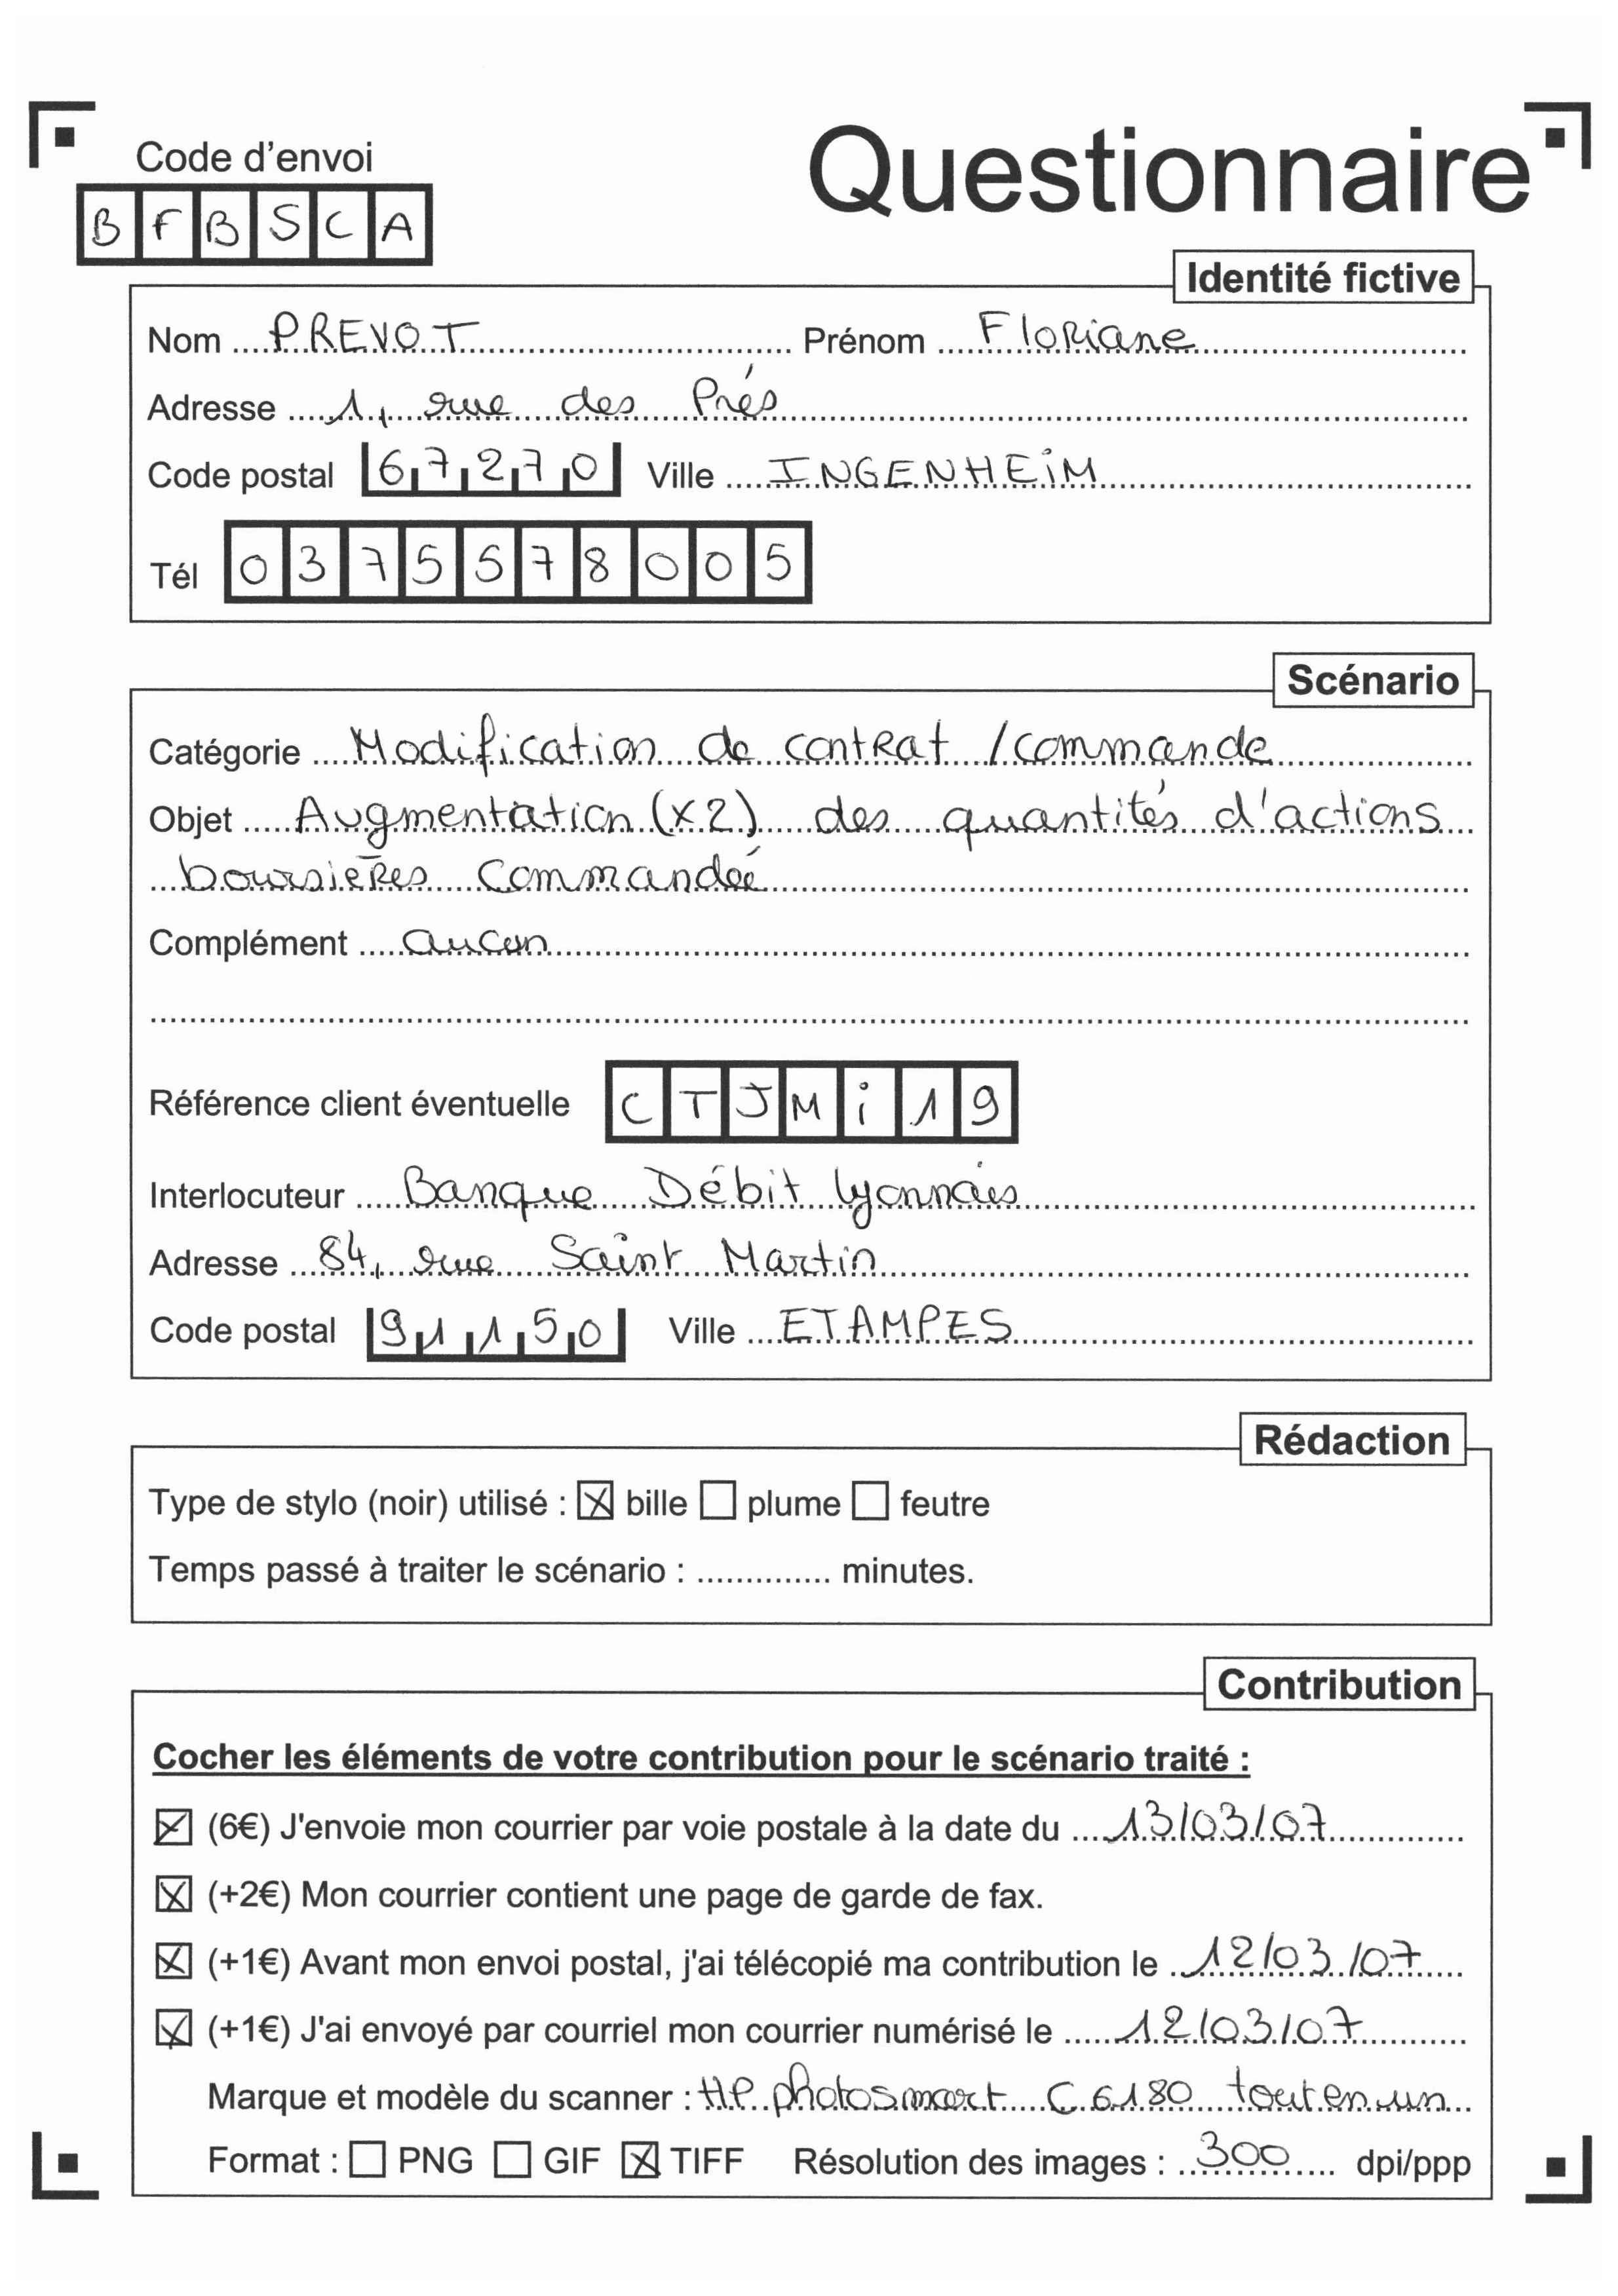 Code d'envoi
Questionnaire
B F B S C A
Identité fictive
Nom PREVOT Prénom Floriane
Adresse 1, rue des Prés
Code postal 67270 Ville INGENHEIM
Tél 0375578005
Scénario
Catégorie Modification de contrat / commande
Objet Augmentation (x2) des quantités d'actions
boursières commandée
Complément aucun
Référence client éventuelle C T J M i 1 9
Interlocuteur Banque Débit Lyonnais
Adresse 84, rue Saint Martin
Code postal 91150 Ville ETAMPES
Rédaction
Type de stylo (noir) utilisé : ☒ bille ☐ plume ☐ feutre
Temps passé à traiter le scénario : .............. minutes.
Contribution
Cocher les éléments de votre contribution pour le scénario traité :
☒ (6€) J'envoie mon courrier par voie postale à la date du 13/03/07
☒ (+2€) Mon courrier contient une page de garde de fax.
☒ (+1€) Avant mon envoi postal, j'ai télécopié ma contribution le 12/03/07
☒ (+1€) J'ai envoyé par courriel mon courrier numérisé le 12/03/07
Marque et modèle du scanner : HP photosmart C6180 tout en un
Format : ☐ PNG ☐ GIF ☒ TIFF Résolution des images : 300 dpi/ppp